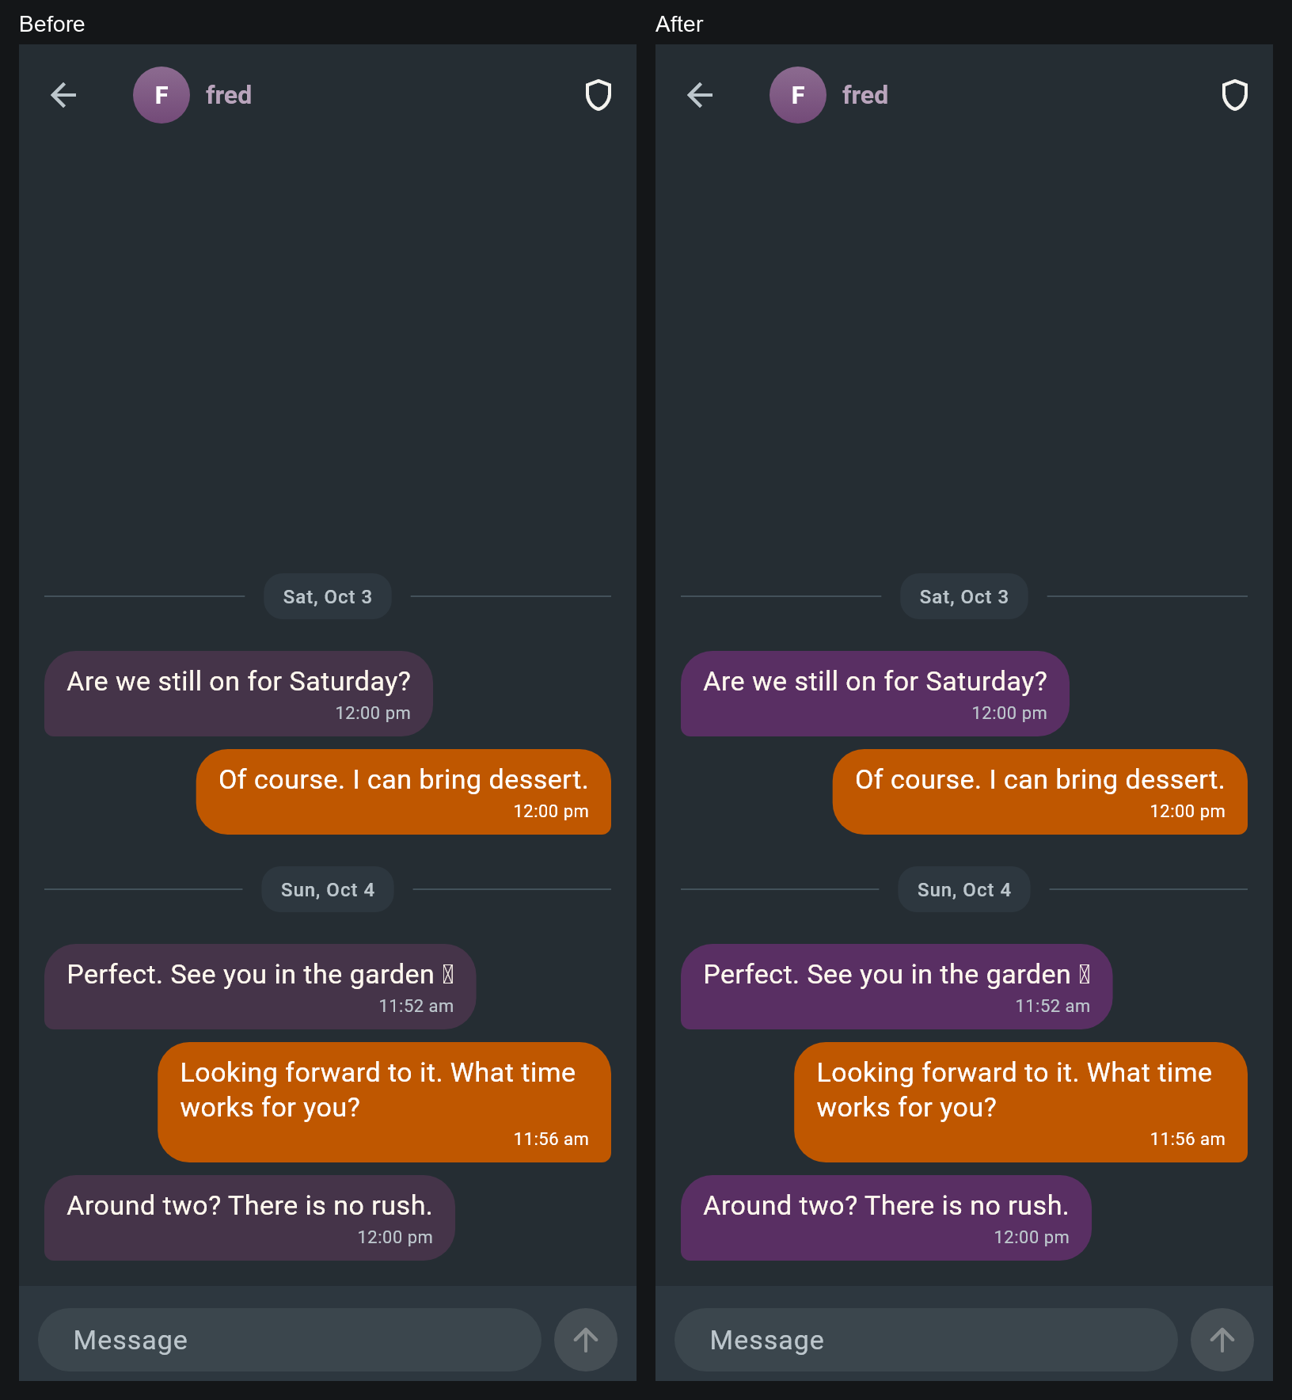 Before
F
fred
Sat, Oct 3
Are we still on for Saturday?
12:00 pm
Of course. I can bring dessert.
12:00 pm
Sun, Oct 4
Perfect. See you in the garden
11:52 am
Looking forward to it. What time
works for you?
11:56 am
Around two? There is no rush.
12:00 pm
Message
After
F
fred
Sat, Oct 3
Are we still on for Saturday?
12:00 pm
Of course. I can bring dessert.
12:00 pm
Sun, Oct 4
Perfect. See you in the garden
11:52 am
Looking forward to it. What time
works for you?
11:56 am
Around two? There is no rush.
12:00 pm
Message